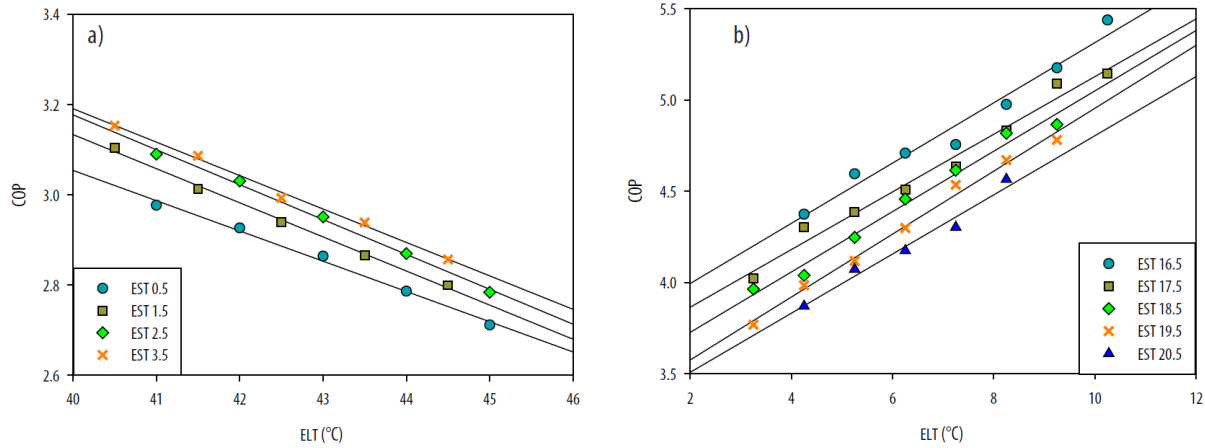 a)
3.4
3.2
3.0
2.8
2.6
COP
40
41
42
43
44
45
46
ELT (°C)
EST 0.5
EST 1.5
EST 2.5
EST 3.5
b)
5.5
5.0
4.5
4.0
3.5
COP
2
4
6
8
10
12
ELT (°C)
EST 16.5
EST 17.5
EST 18.5
EST 19.5
EST 20.5